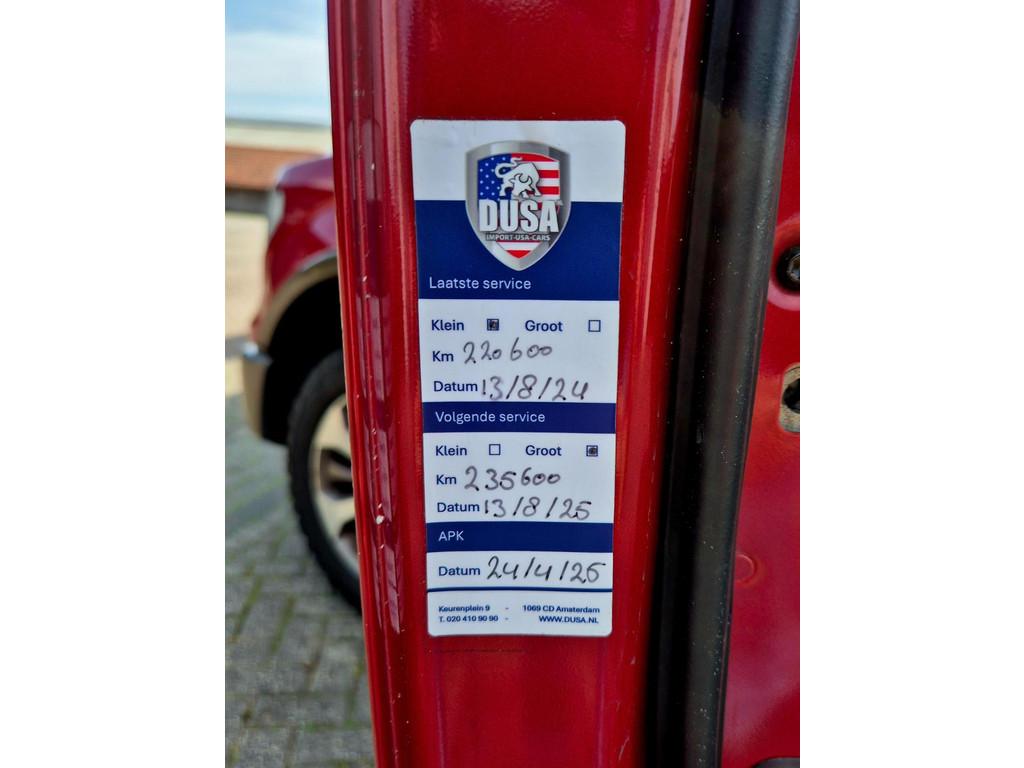 DUSA
IMPORT-USA-CARS
Laatste service
Klein Groot
Km 220600
Datum 13/8/24
Volgende service
Klein Groot
Km 235600
Datum 13/8/25
APK
Datum 24/4/25
Keurenplein 9 - 1069 CD Amsterdam
T. 020 410 90 90 - WWW.DUSA.NL